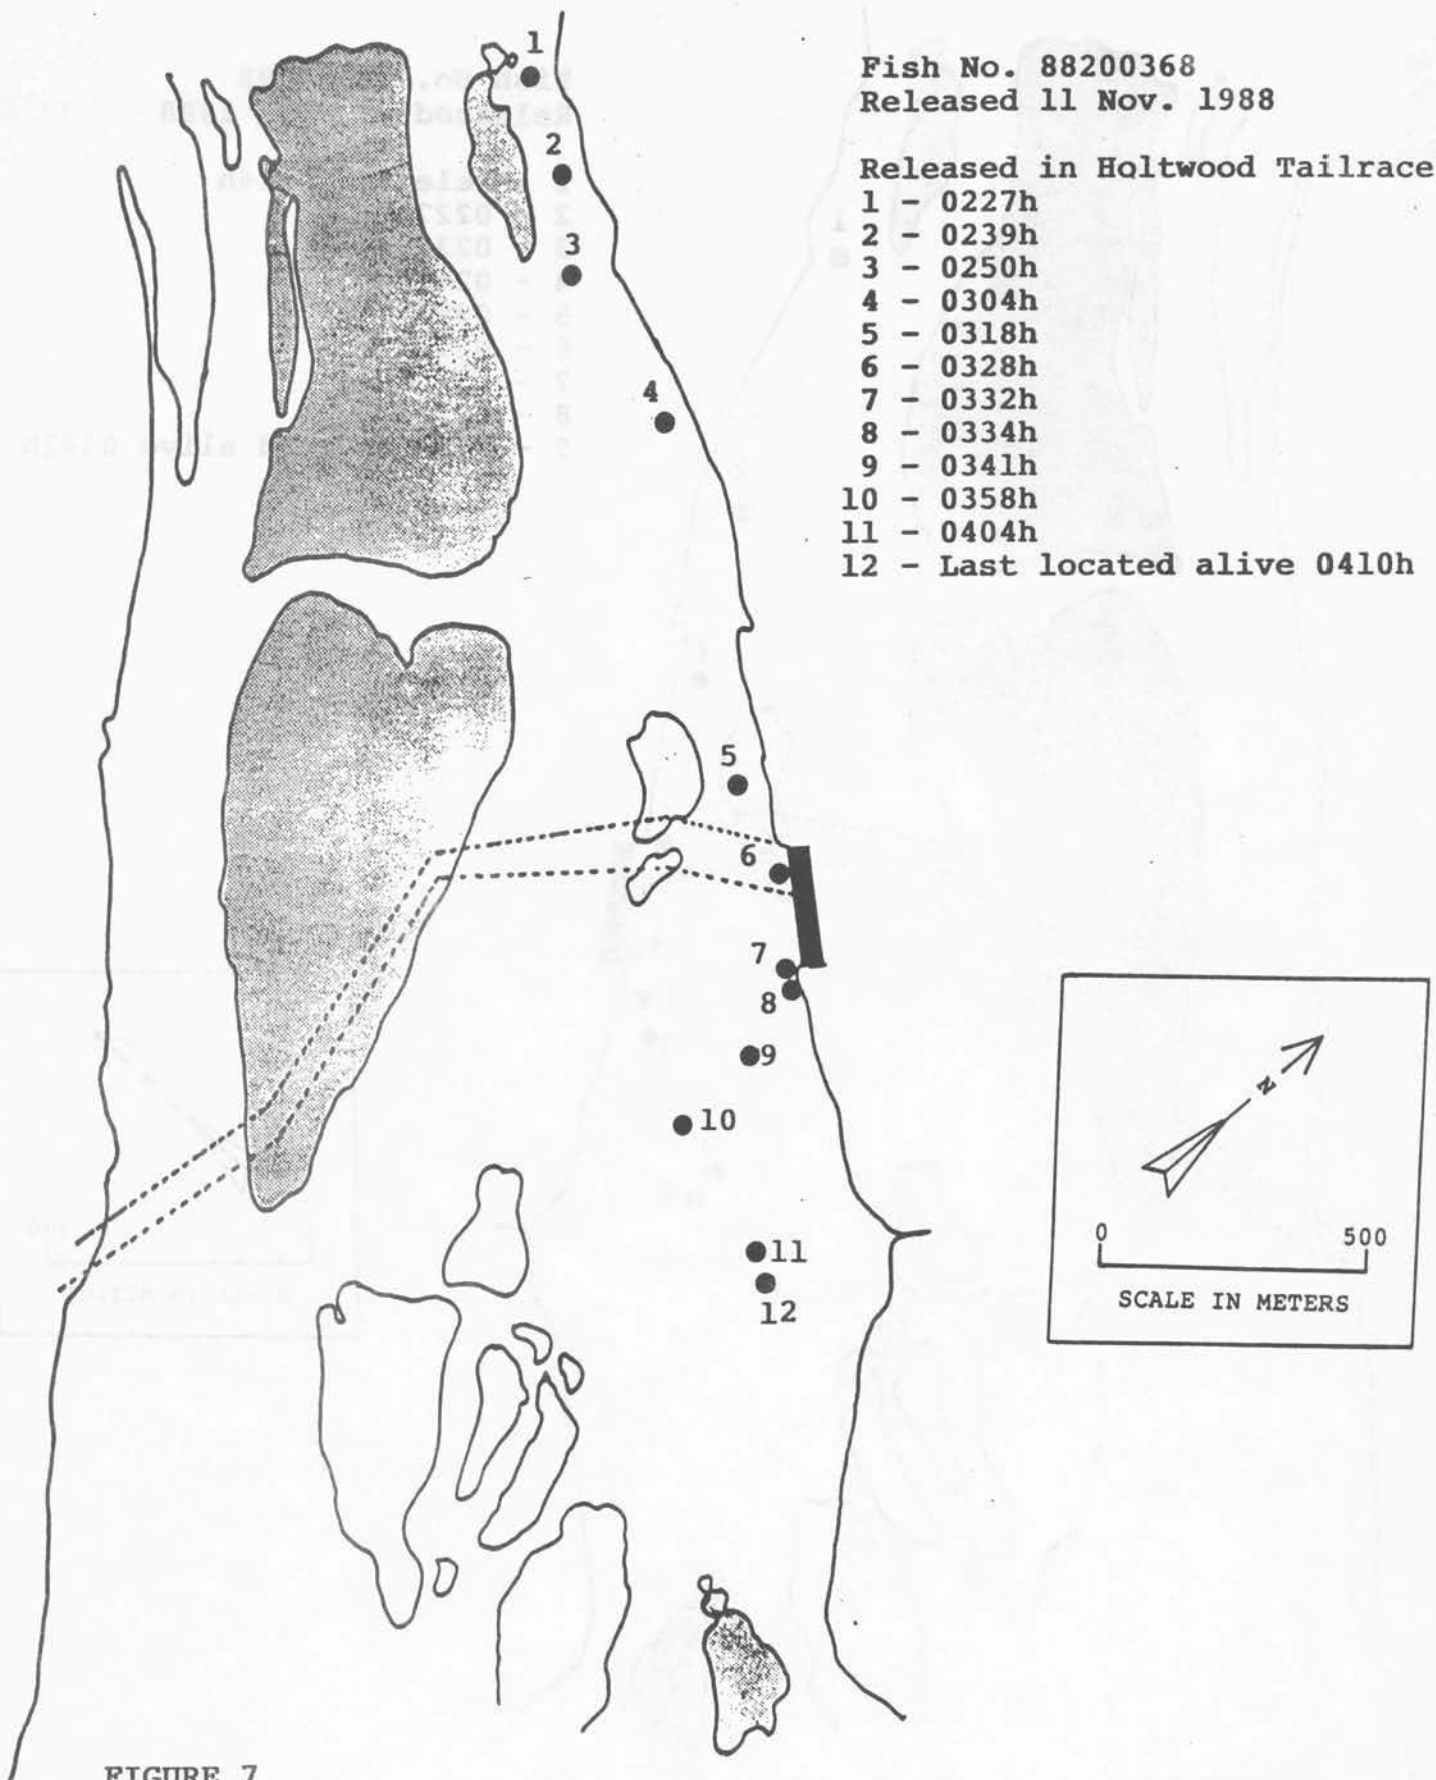 Fish No. 88200368
Released 11 Nov. 1988
Released in Holtwood Tailrace
1 - 0227h
2 - 0239h
3 - 0250h
4 - 0304h
5 - 0318h
6 - 0328h
7 - 0332h
8 - 0334h
9 - 0341h
10 - 0358h
11 - 0404h
12 - Last located alive 0410h
1
2
3
4
5
6
7
8
9
10
11
12
N
0 500
SCALE IN METERS
FIGURE 7